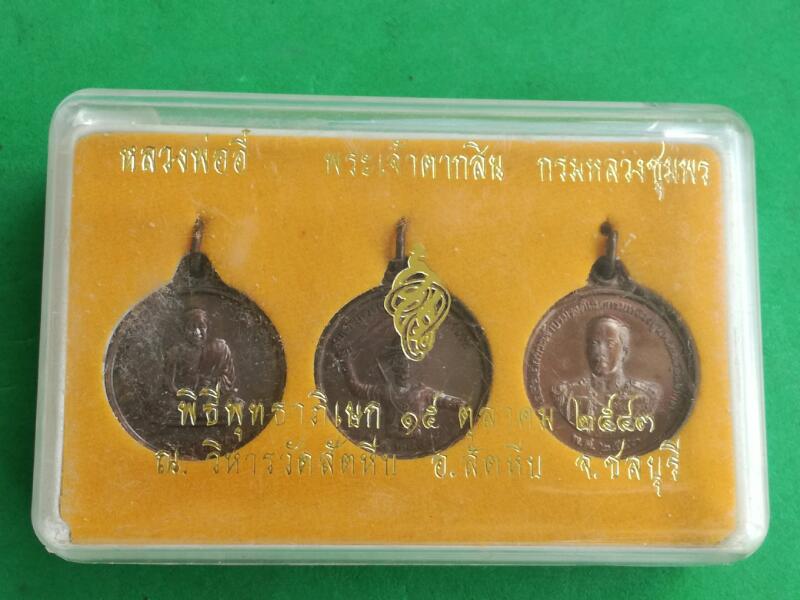 หลวงพ่ออี๋ พระเจ้าตากสิน กรมหลวงชุมพร
พิธีพุทธาภิเษก ๑๕ ตุลาคม ๒๕๔๓
ณ. วิหารวัดสัตหีบ อ.สัตหีบ จ.ชลบุรี